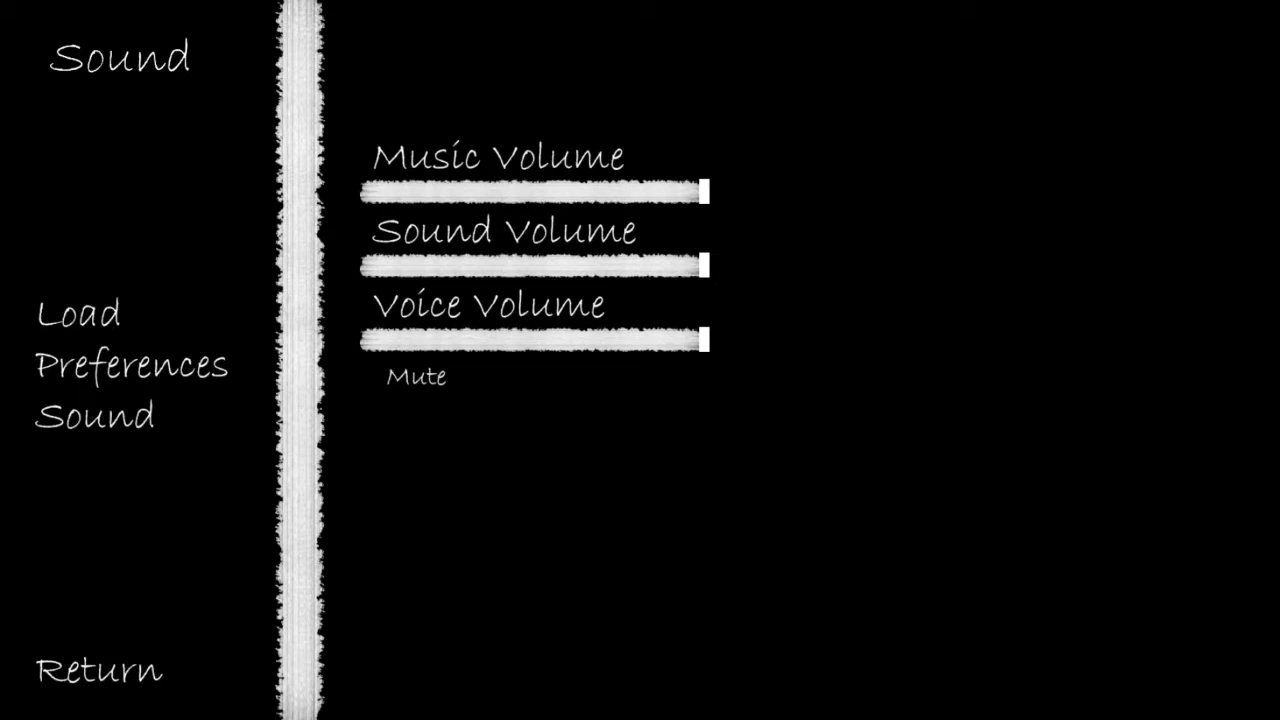 Sound
Load
Preferences
Sound
Return
Music Volume
Sound Volume
Voice Volume
Mute